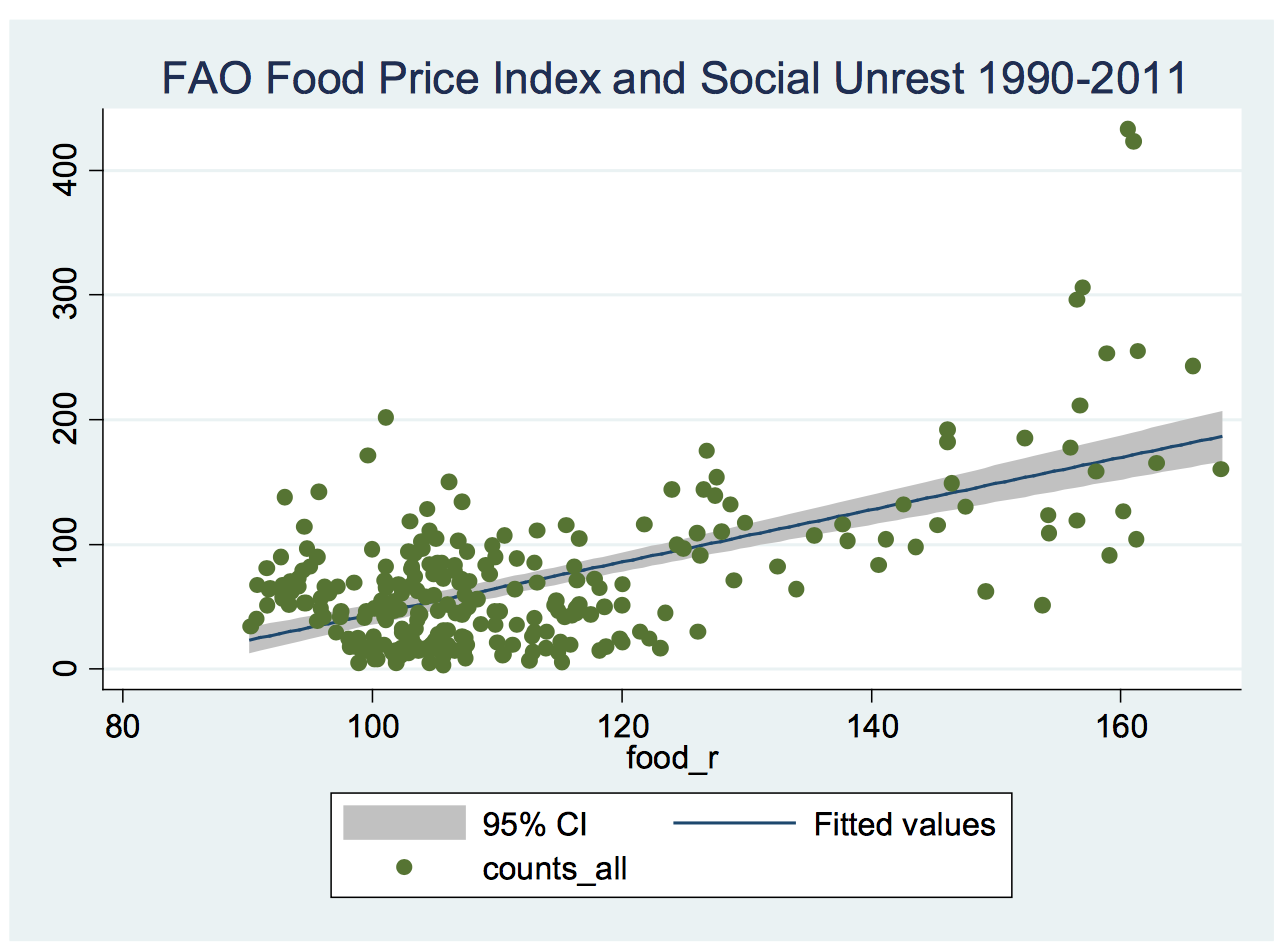 FAO Food Price Index and Social Unrest 1990-2011
400
300
200
100
0
80 100 120 140 160
food_r
95% CI Fitted values
counts_all